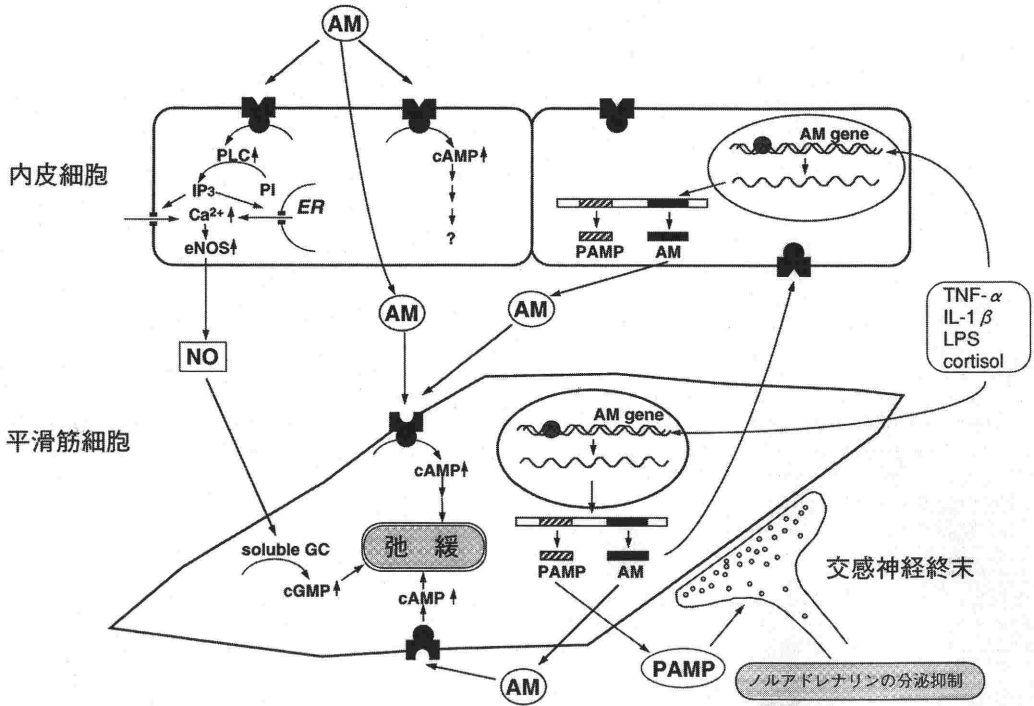 AM
内皮細胞
PLC
IP3 PI
Ca2+
ER
eNOS
cAMP
?
AM gene
PAMP AM
TNF-α
IL-1β
LPS
cortisol
AM
AM
NO
平滑筋細胞
cAMP
弛 緩
soluble GC
cGMP
cAMP
AM gene
PAMP AM
交感神経終末
AM
PAMP
ノルアドレナリンの分泌抑制